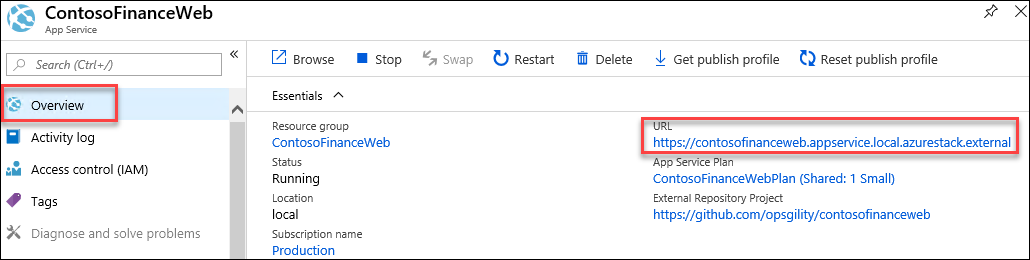 ContosoFinanceWeb
App Service
Search (Ctrl+/)
Overview
Activity log
Access control (IAM)
Tags
Diagnose and solve problems
Browse Stop Swap Restart Delete Get publish profile Reset publish profile
Essentials
Resource group
ContosoFinanceWeb
Status
Running
Location
local
Subscription name
Production
URL
https://contosofinanceweb.appservice.local.azurestack.external
App Service Plan
ContosoFinanceWebPlan (Shared: 1 Small)
External Repository Project
https://github.com/opsgility/contosofinanceweb